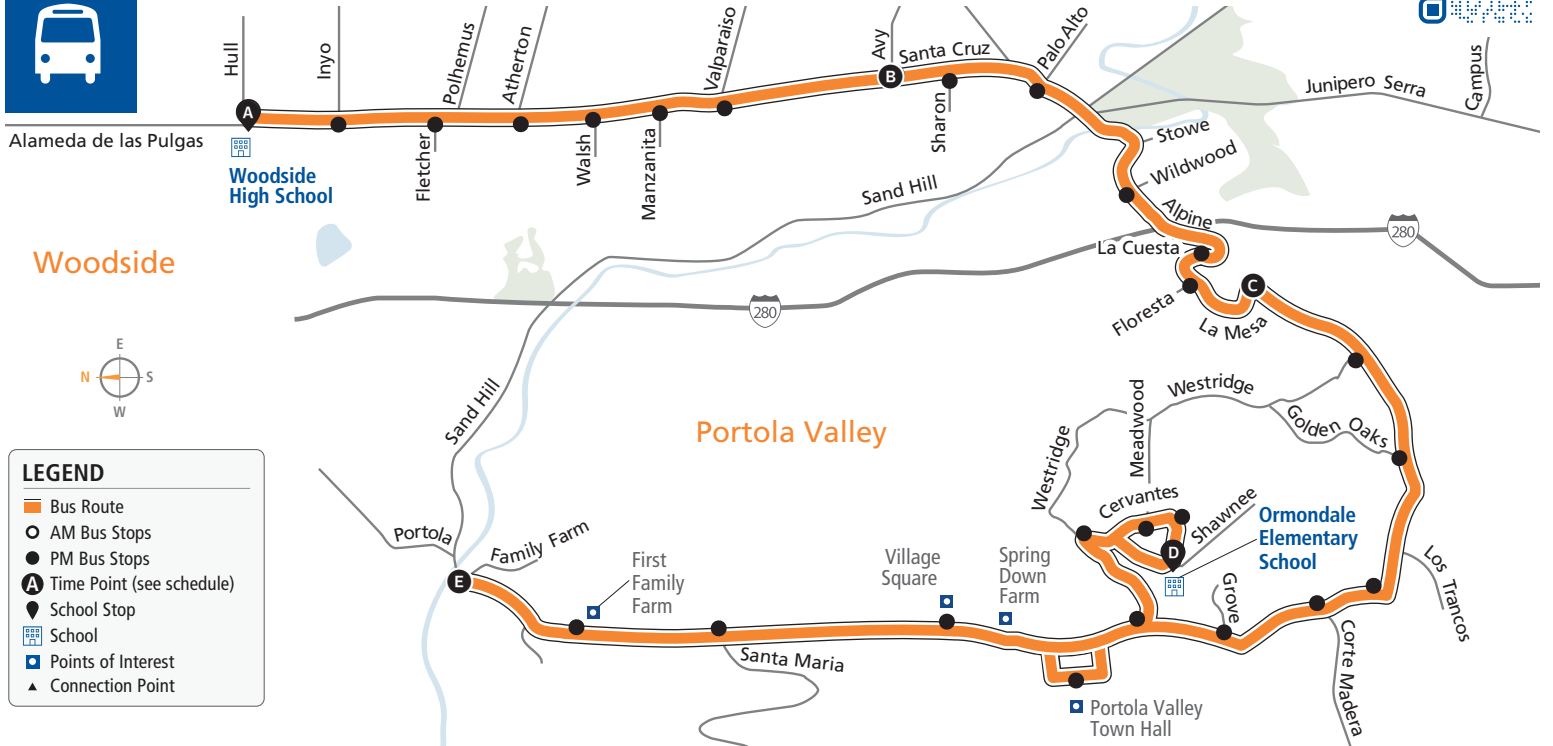 Hull
Inyo
Polhemus
Atherton
Valparaiso
Avy
Santa Cruz
Palo Alto
Junipero Serra
Campus
A
B
Alameda de las Pulgas
Woodside
High School
Fletcher
Walsh
Manzanita
Sharon
Stowe
Wildwood
Sand Hill
Alpine
La Cuesta
280
280
Woodside
C
Floresta
La Mesa
E
N
S
W
Sand Hill
Portola Valley
Westridge
Meadwood
Westridge
Golden Oaks
Cervantes
Shawnee
D
Ormondale
Elementary
School
LEGEND
Bus Route
AM Bus Stops
PM Bus Stops
A Time Point (see schedule)
School Stop
School
Points of Interest
Connection Point
Portola
Family Farm
E
First
Family
Farm
Village
Square
Spring
Down
Farm
Grove
Los Trancos
Corte Madera
Santa Maria
Portola Valley
Town Hall